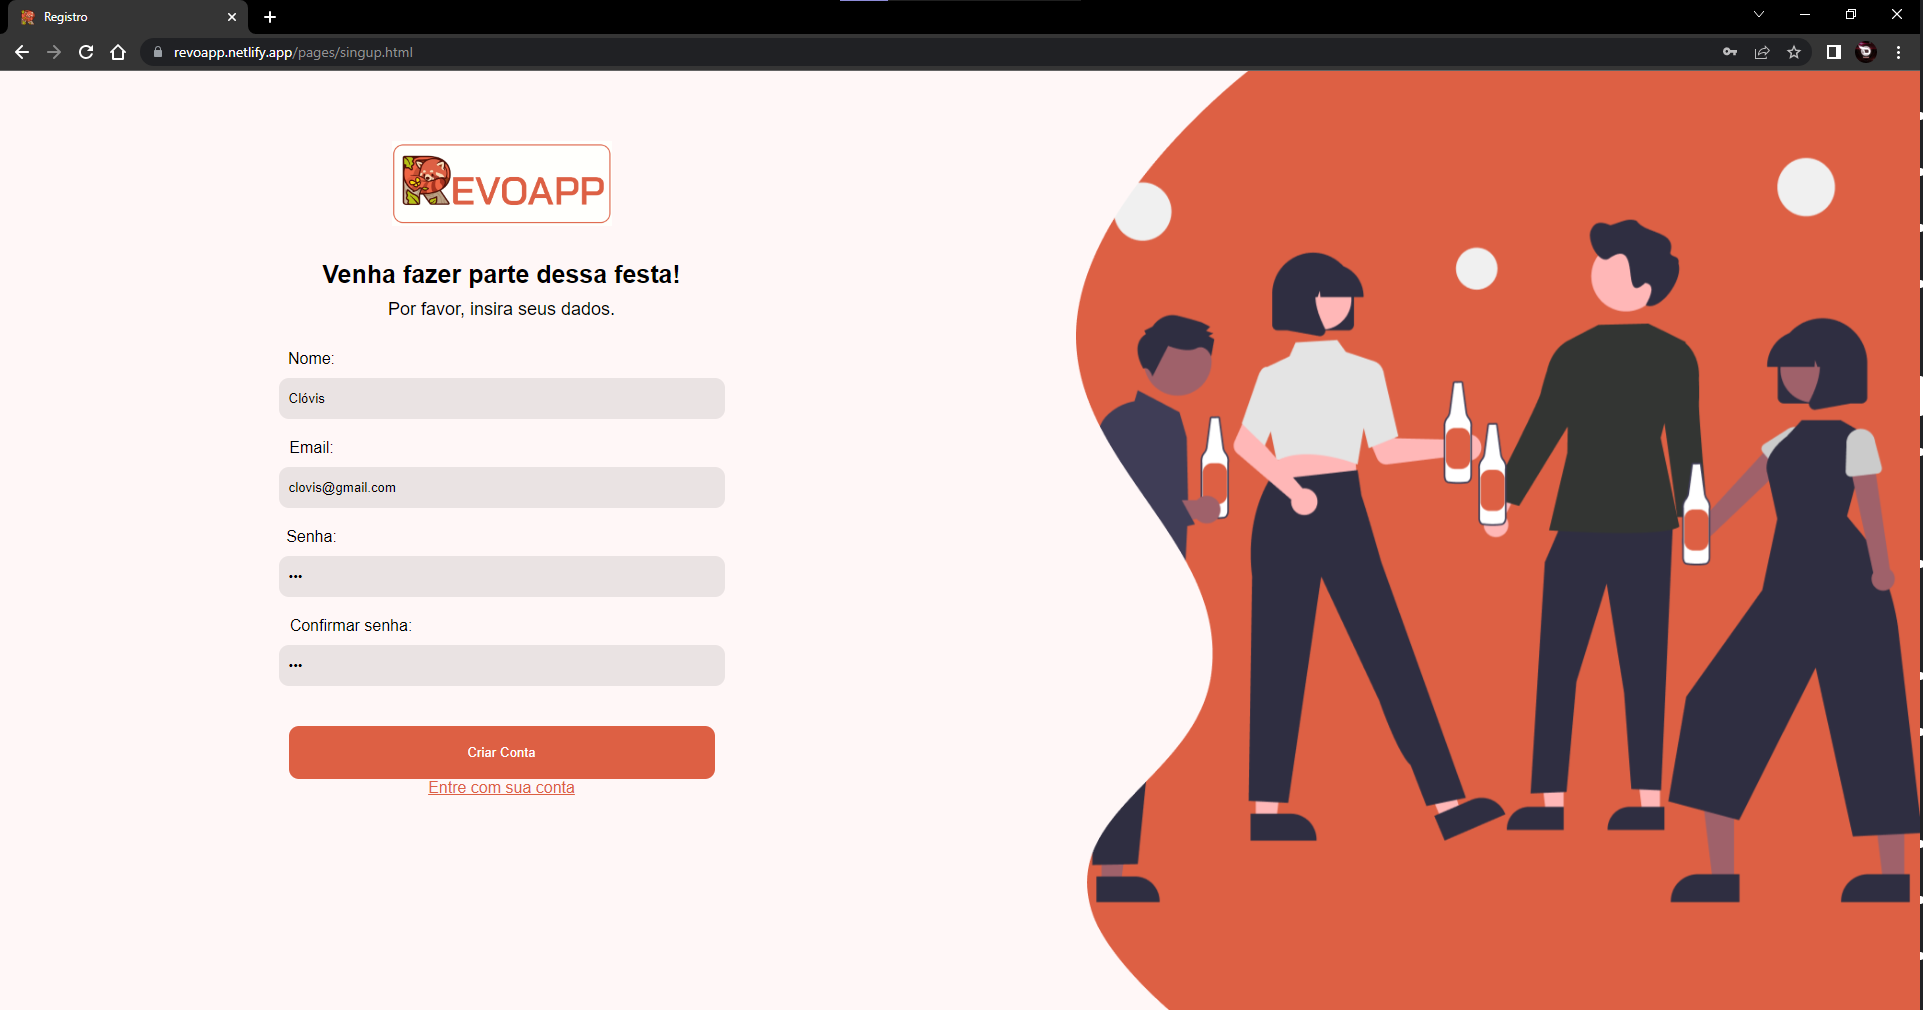 Registro
revoapp.netlify.app/pages/singup.html
REVOAPP
Venha fazer parte dessa festa!
Por favor, insira seus dados.
Nome:
Clóvis
Email:
clovis@gmail.com
Senha:
•••
Confirmar senha:
•••
Criar Conta
Entre com sua conta